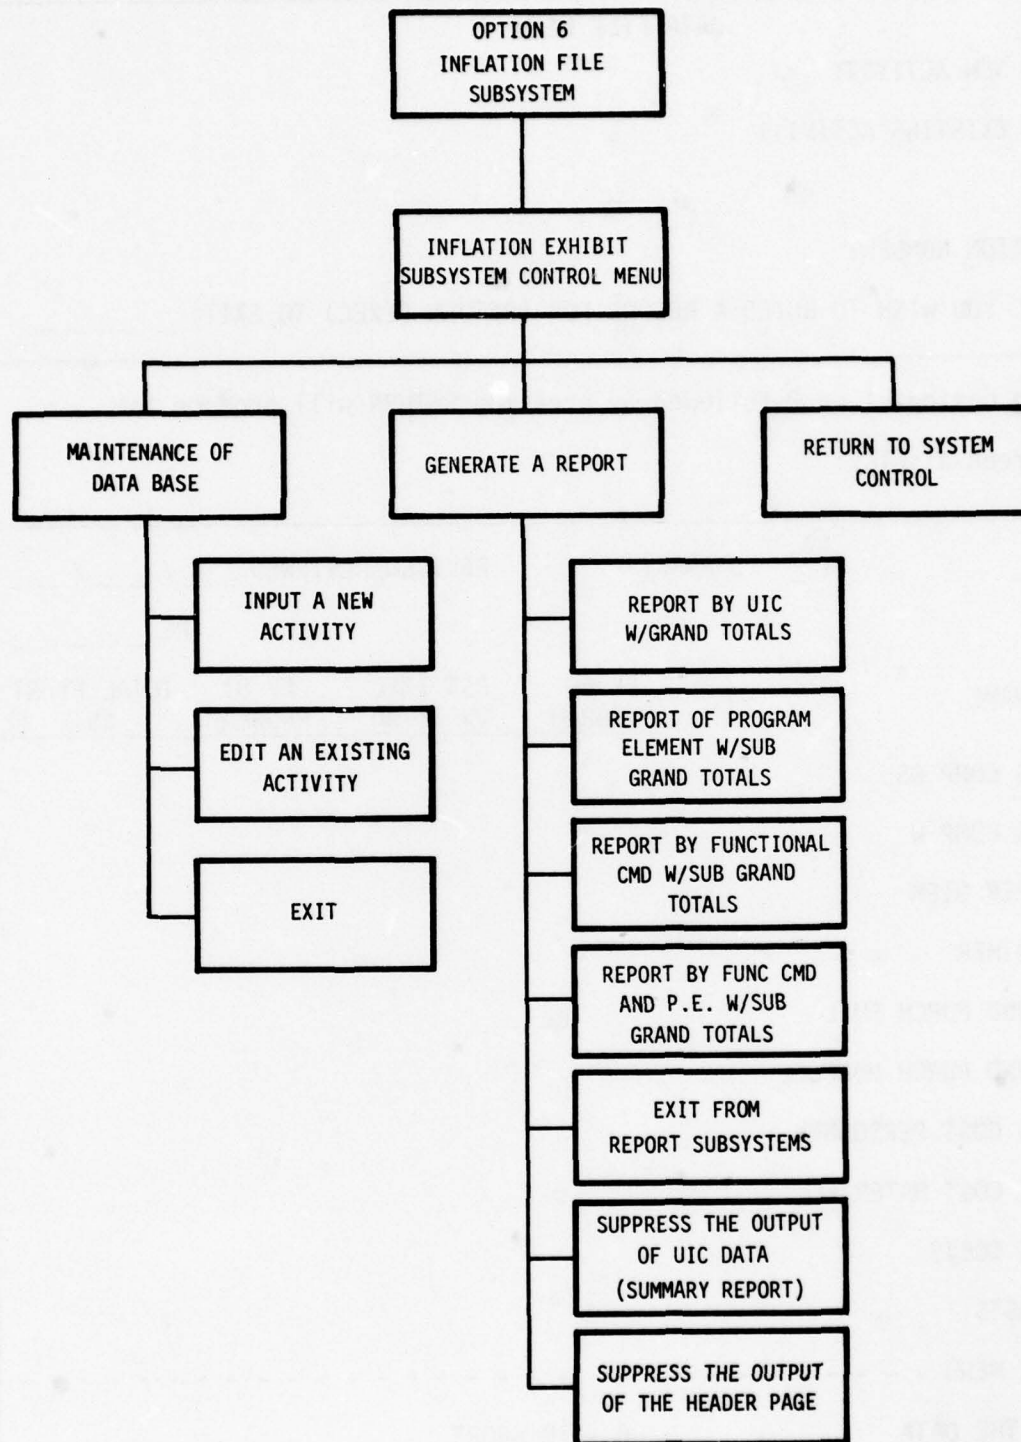 OPTION 6
INFLATION FILE
SUBSYSTEM
INFLATION EXHIBIT
SUBSYSTEM CONTROL MENU
MAINTENANCE OF
DATA BASE
GENERATE A REPORT
RETURN TO SYSTEM
CONTROL
INPUT A NEW
ACTIVITY
EDIT AN EXISTING
ACTIVITY
EXIT
REPORT BY UIC
W/GRAND TOTALS
REPORT OF PROGRAM
ELEMENT W/SUB
GRAND TOTALS
REPORT BY FUNCTIONAL
CMD W/SUB GRAND
TOTALS
REPORT BY FUNC CMD
AND P.E. W/SUB
GRAND TOTALS
EXIT FROM
REPORT SUBSYSTEMS
SUPPRESS THE OUTPUT
OF UIC DATA
(SUMMARY REPORT)
SUPPRESS THE OUTPUT
OF THE HEADER PAGE